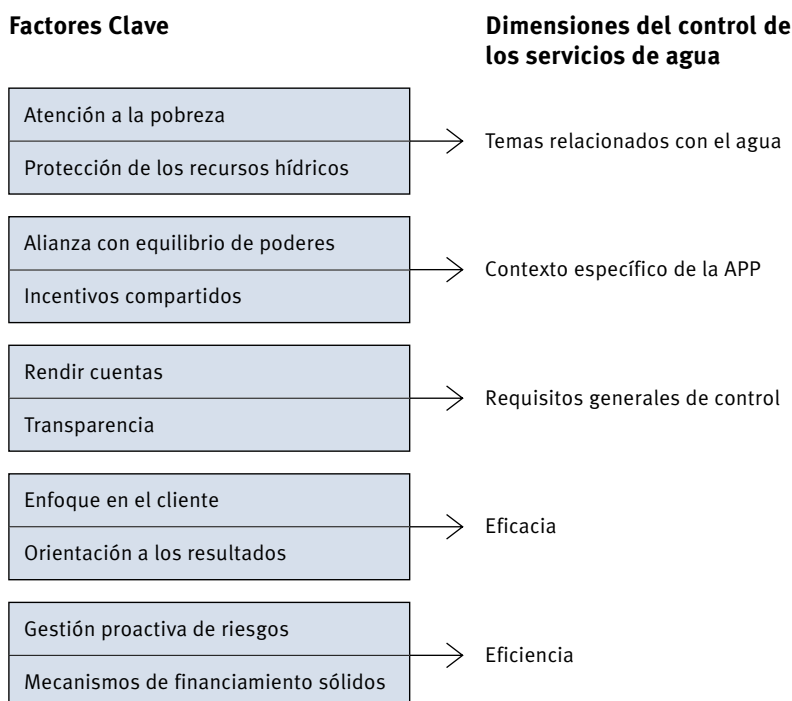 Factores Clave
Dimensiones del control de
los servicios de agua
Atención a la pobreza
Protección de los recursos hídricos
Temas relacionados con el agua
Alianza con equilibrio de poderes
Incentivos compartidos
Contexto específico de la APP
Rendir cuentas
Transparencia
Requisitos generales de control
Enfoque en el cliente
Orientación a los resultados
Eficacia
Gestión proactiva de riesgos
Mecanismos de financiamiento sólidos
Eficiencia